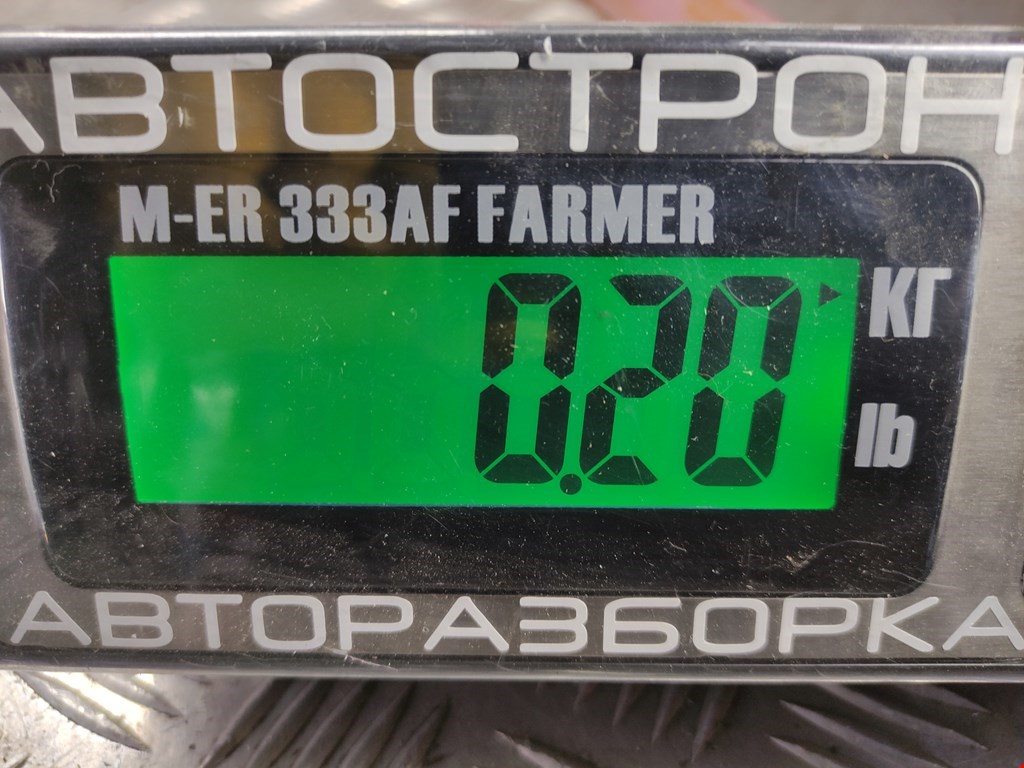 АВТОСТРОН
M-ER 333AF FARMER
0.20
КГ
lb
АВТОРАЗБОРКА